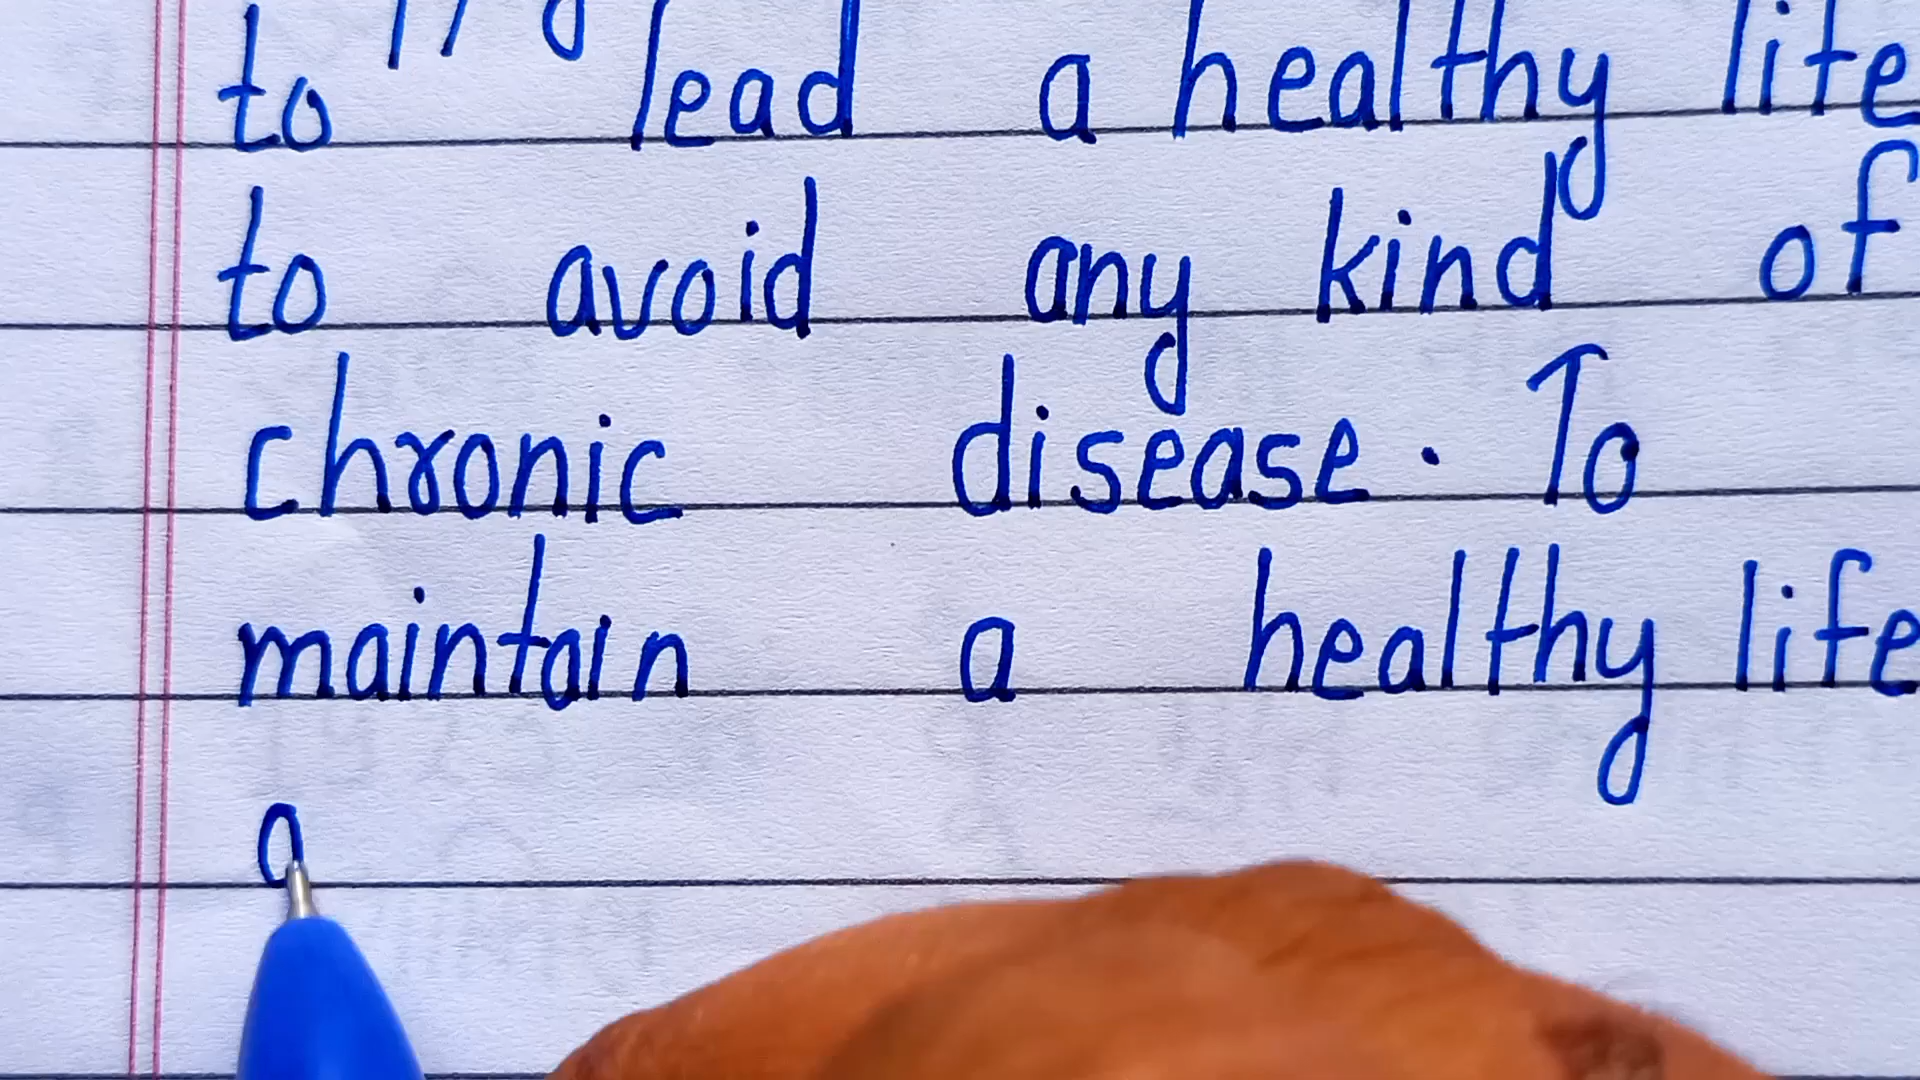 to lead a healthy life
to avoid any kind of
chronic disease. To
maintain a healthy life
a